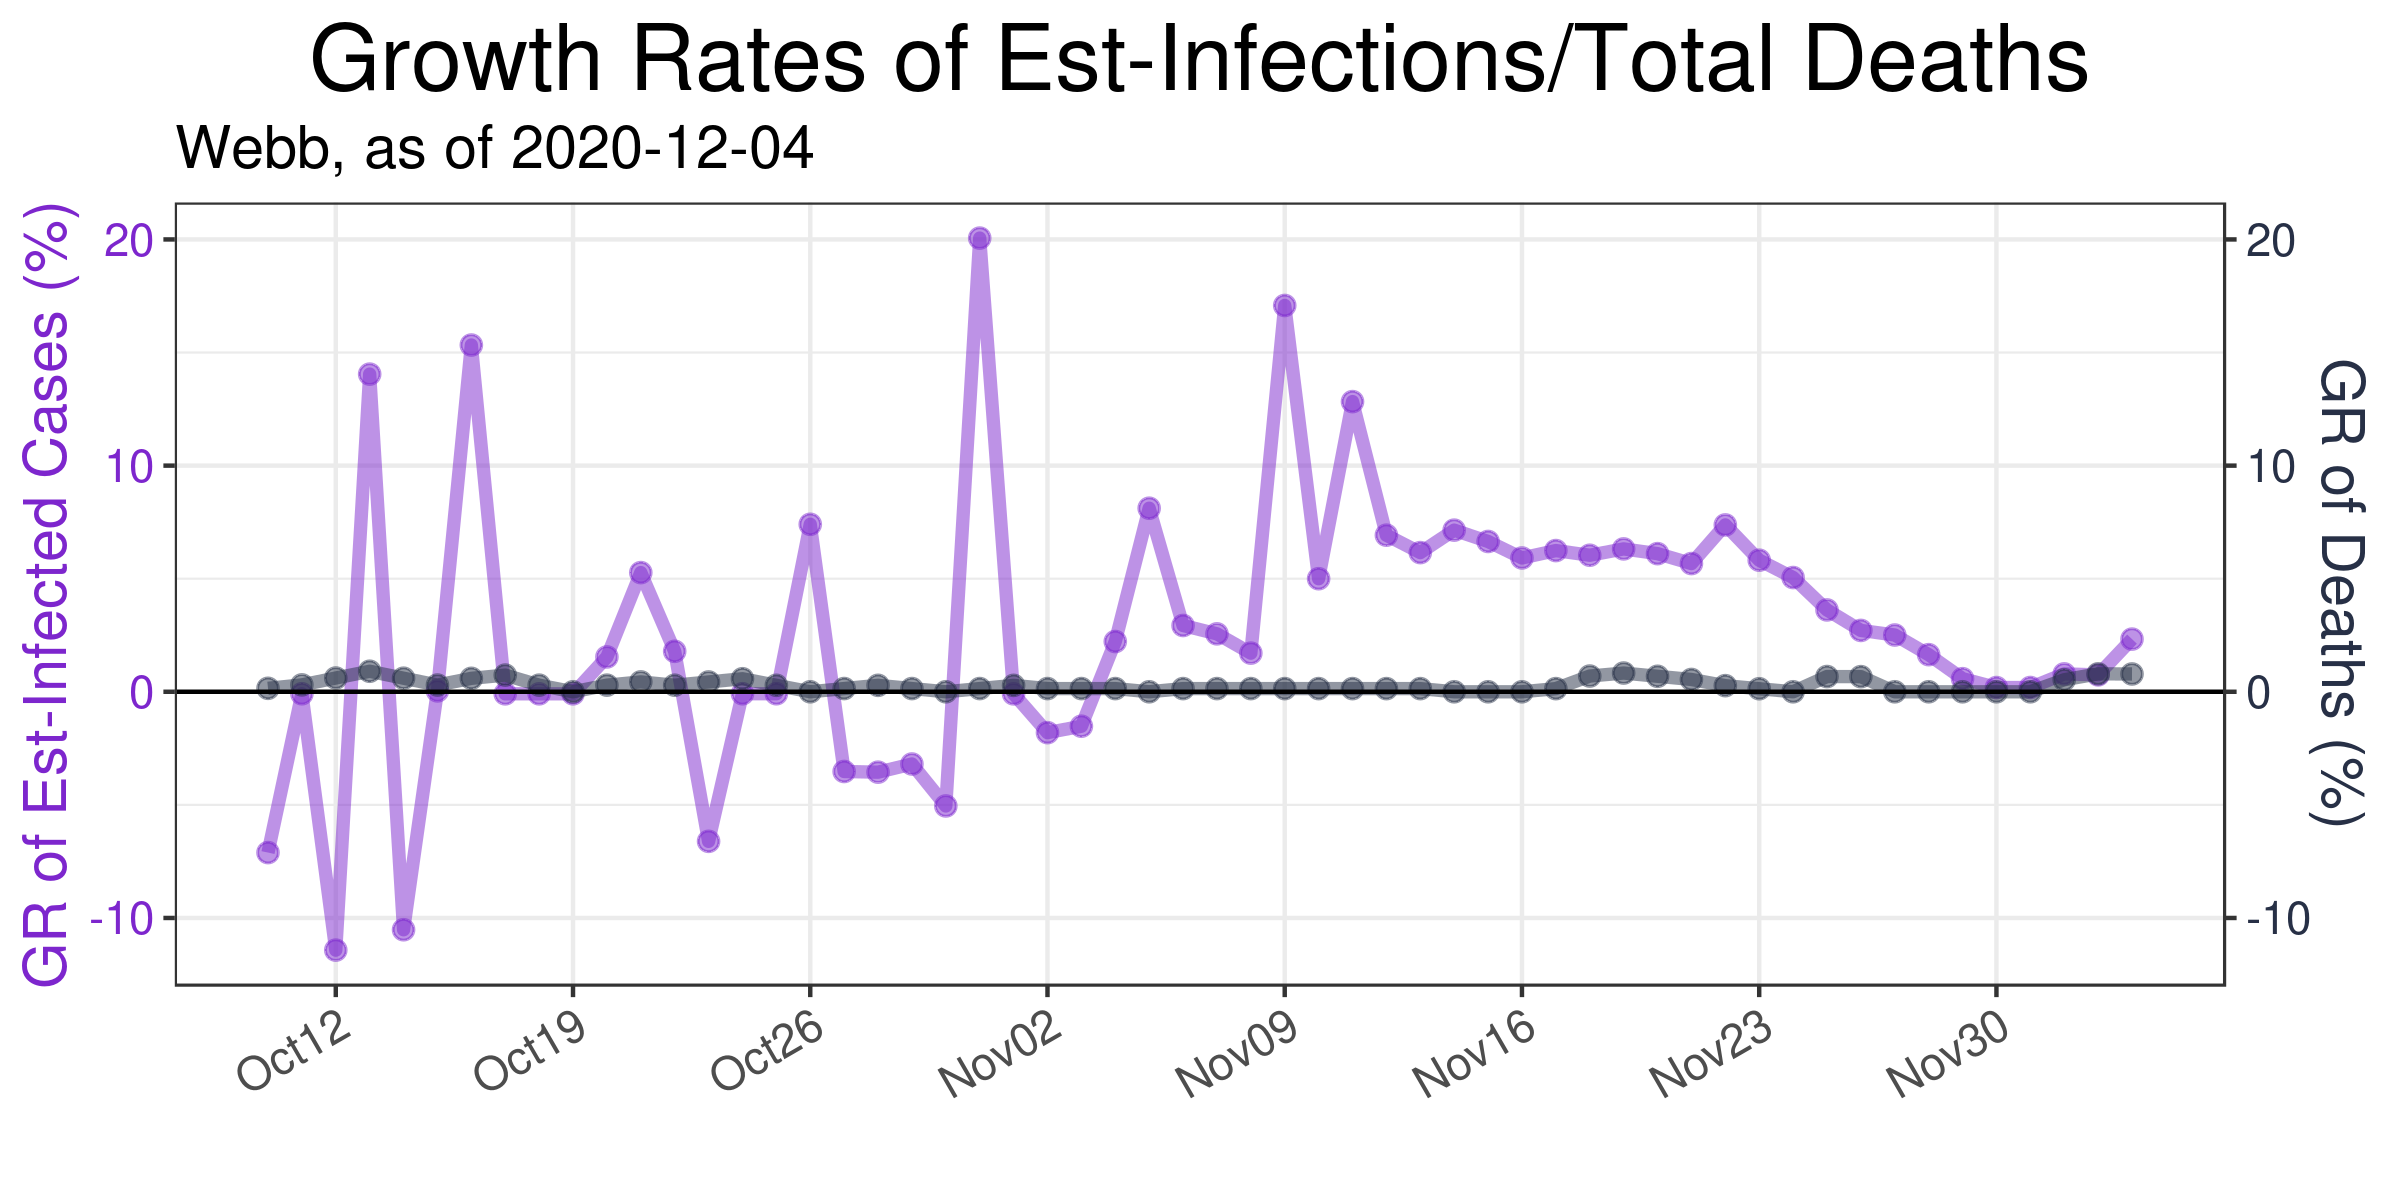 Growth Rates of Est-Infections/Total Deaths
Webb, as of 2020-12-04
GR of Est-Infected Cases (%)
20
10
0
-10
20
10
0
-10
GR of Deaths (%)
Oct12
Oct19
Oct26
Nov02
Nov09
Nov16
Nov23
Nov30